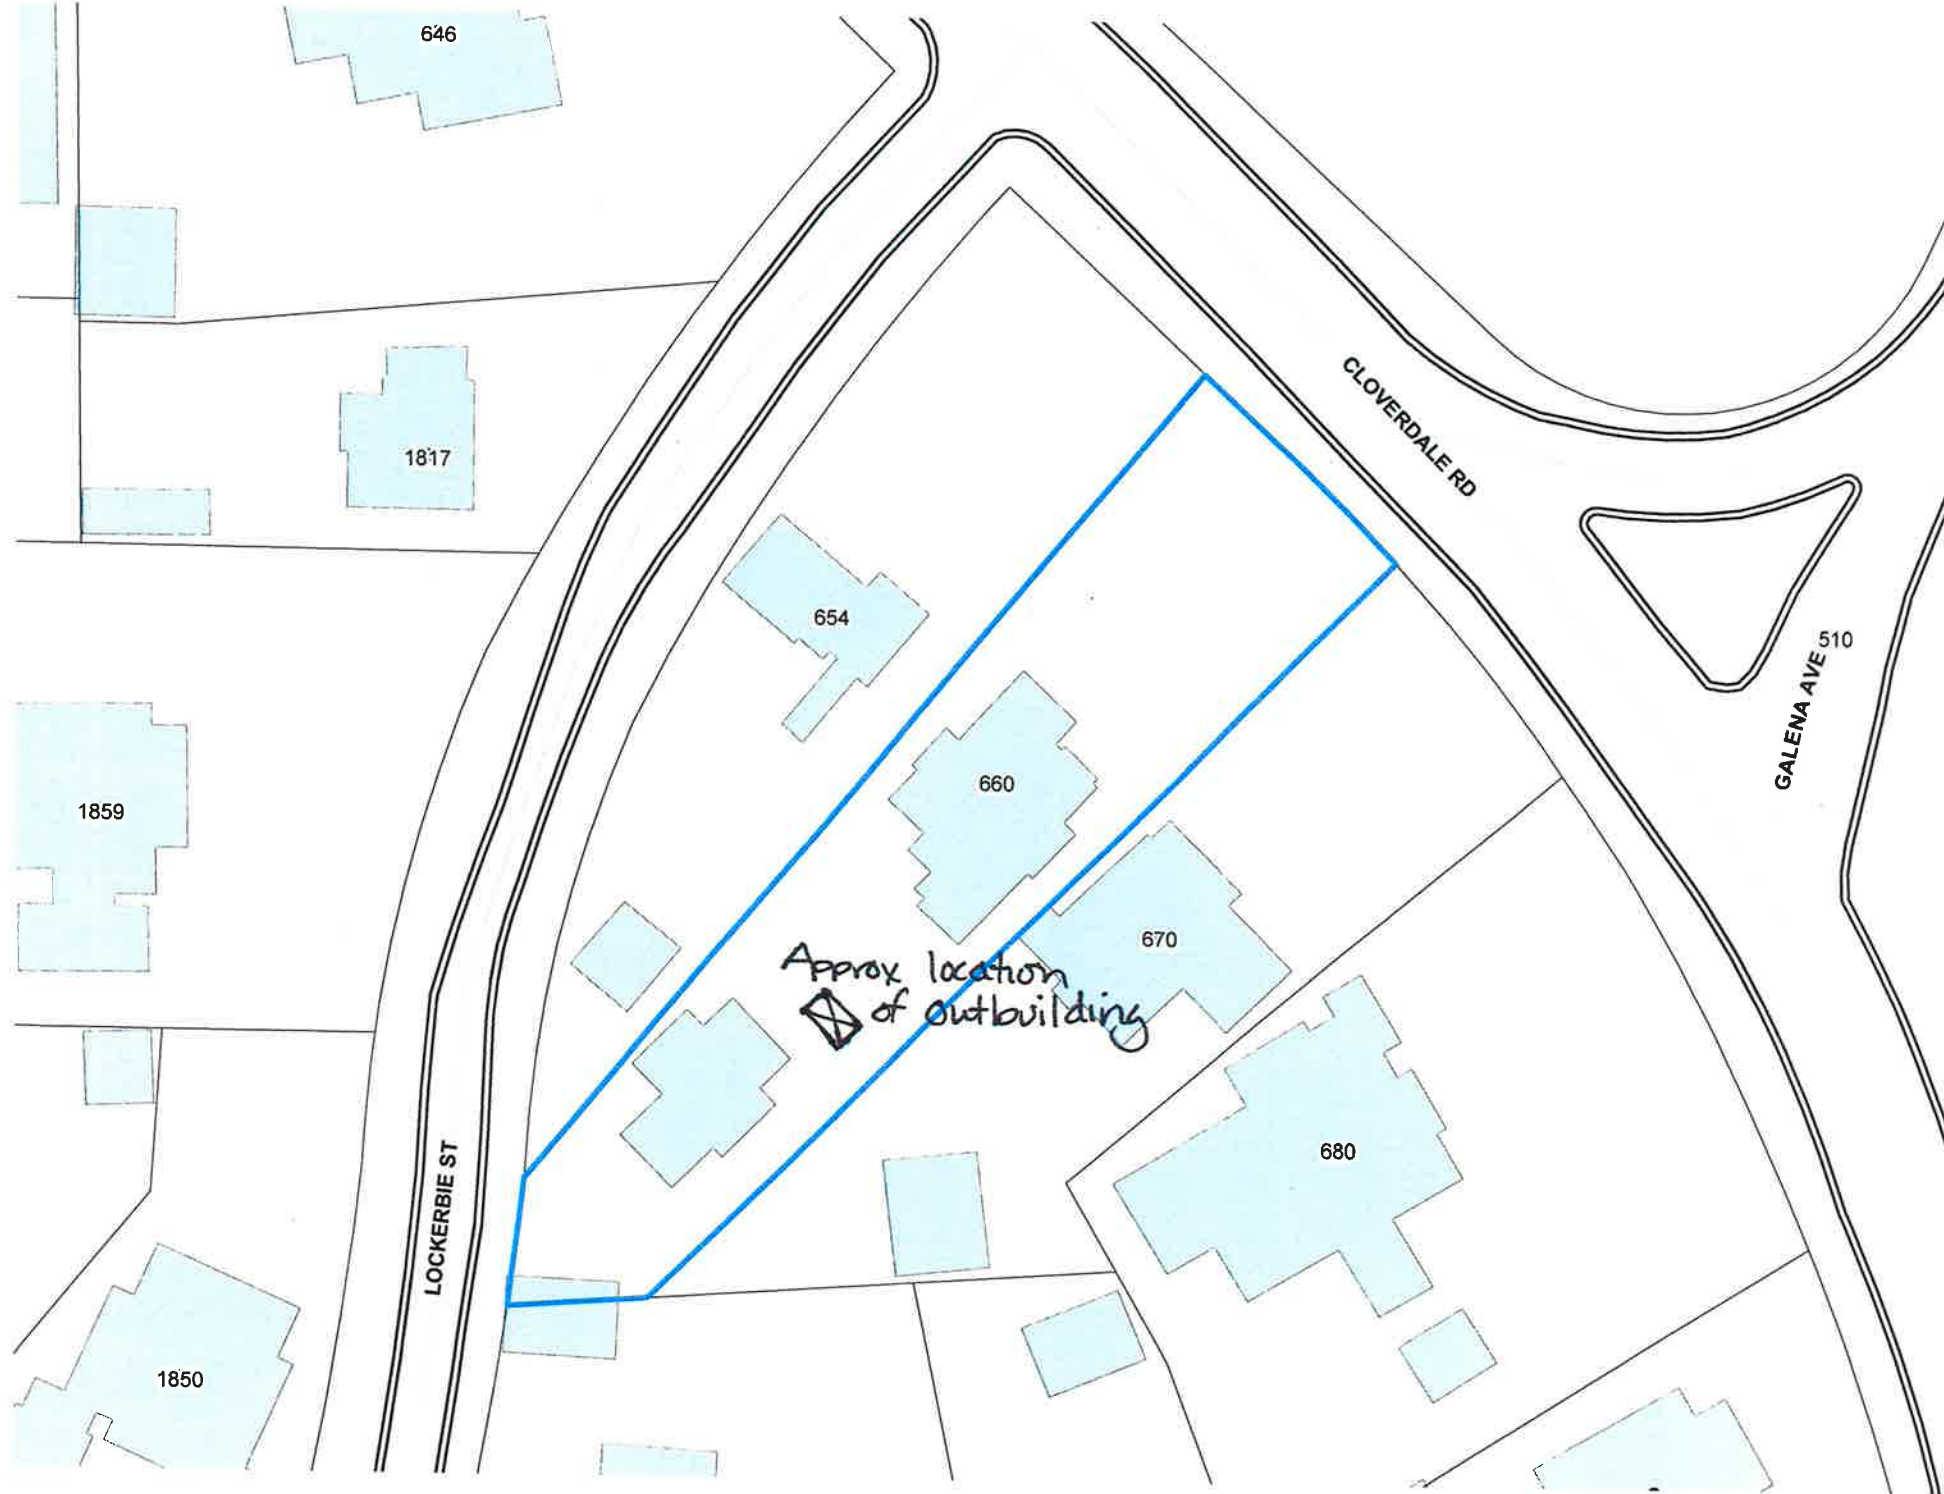 646
1817
CLOVERDALE RD
654
510
GALENA AVE
660
1859
670
Approx location
of outbuilding
680
LOCKERBIE ST
1850